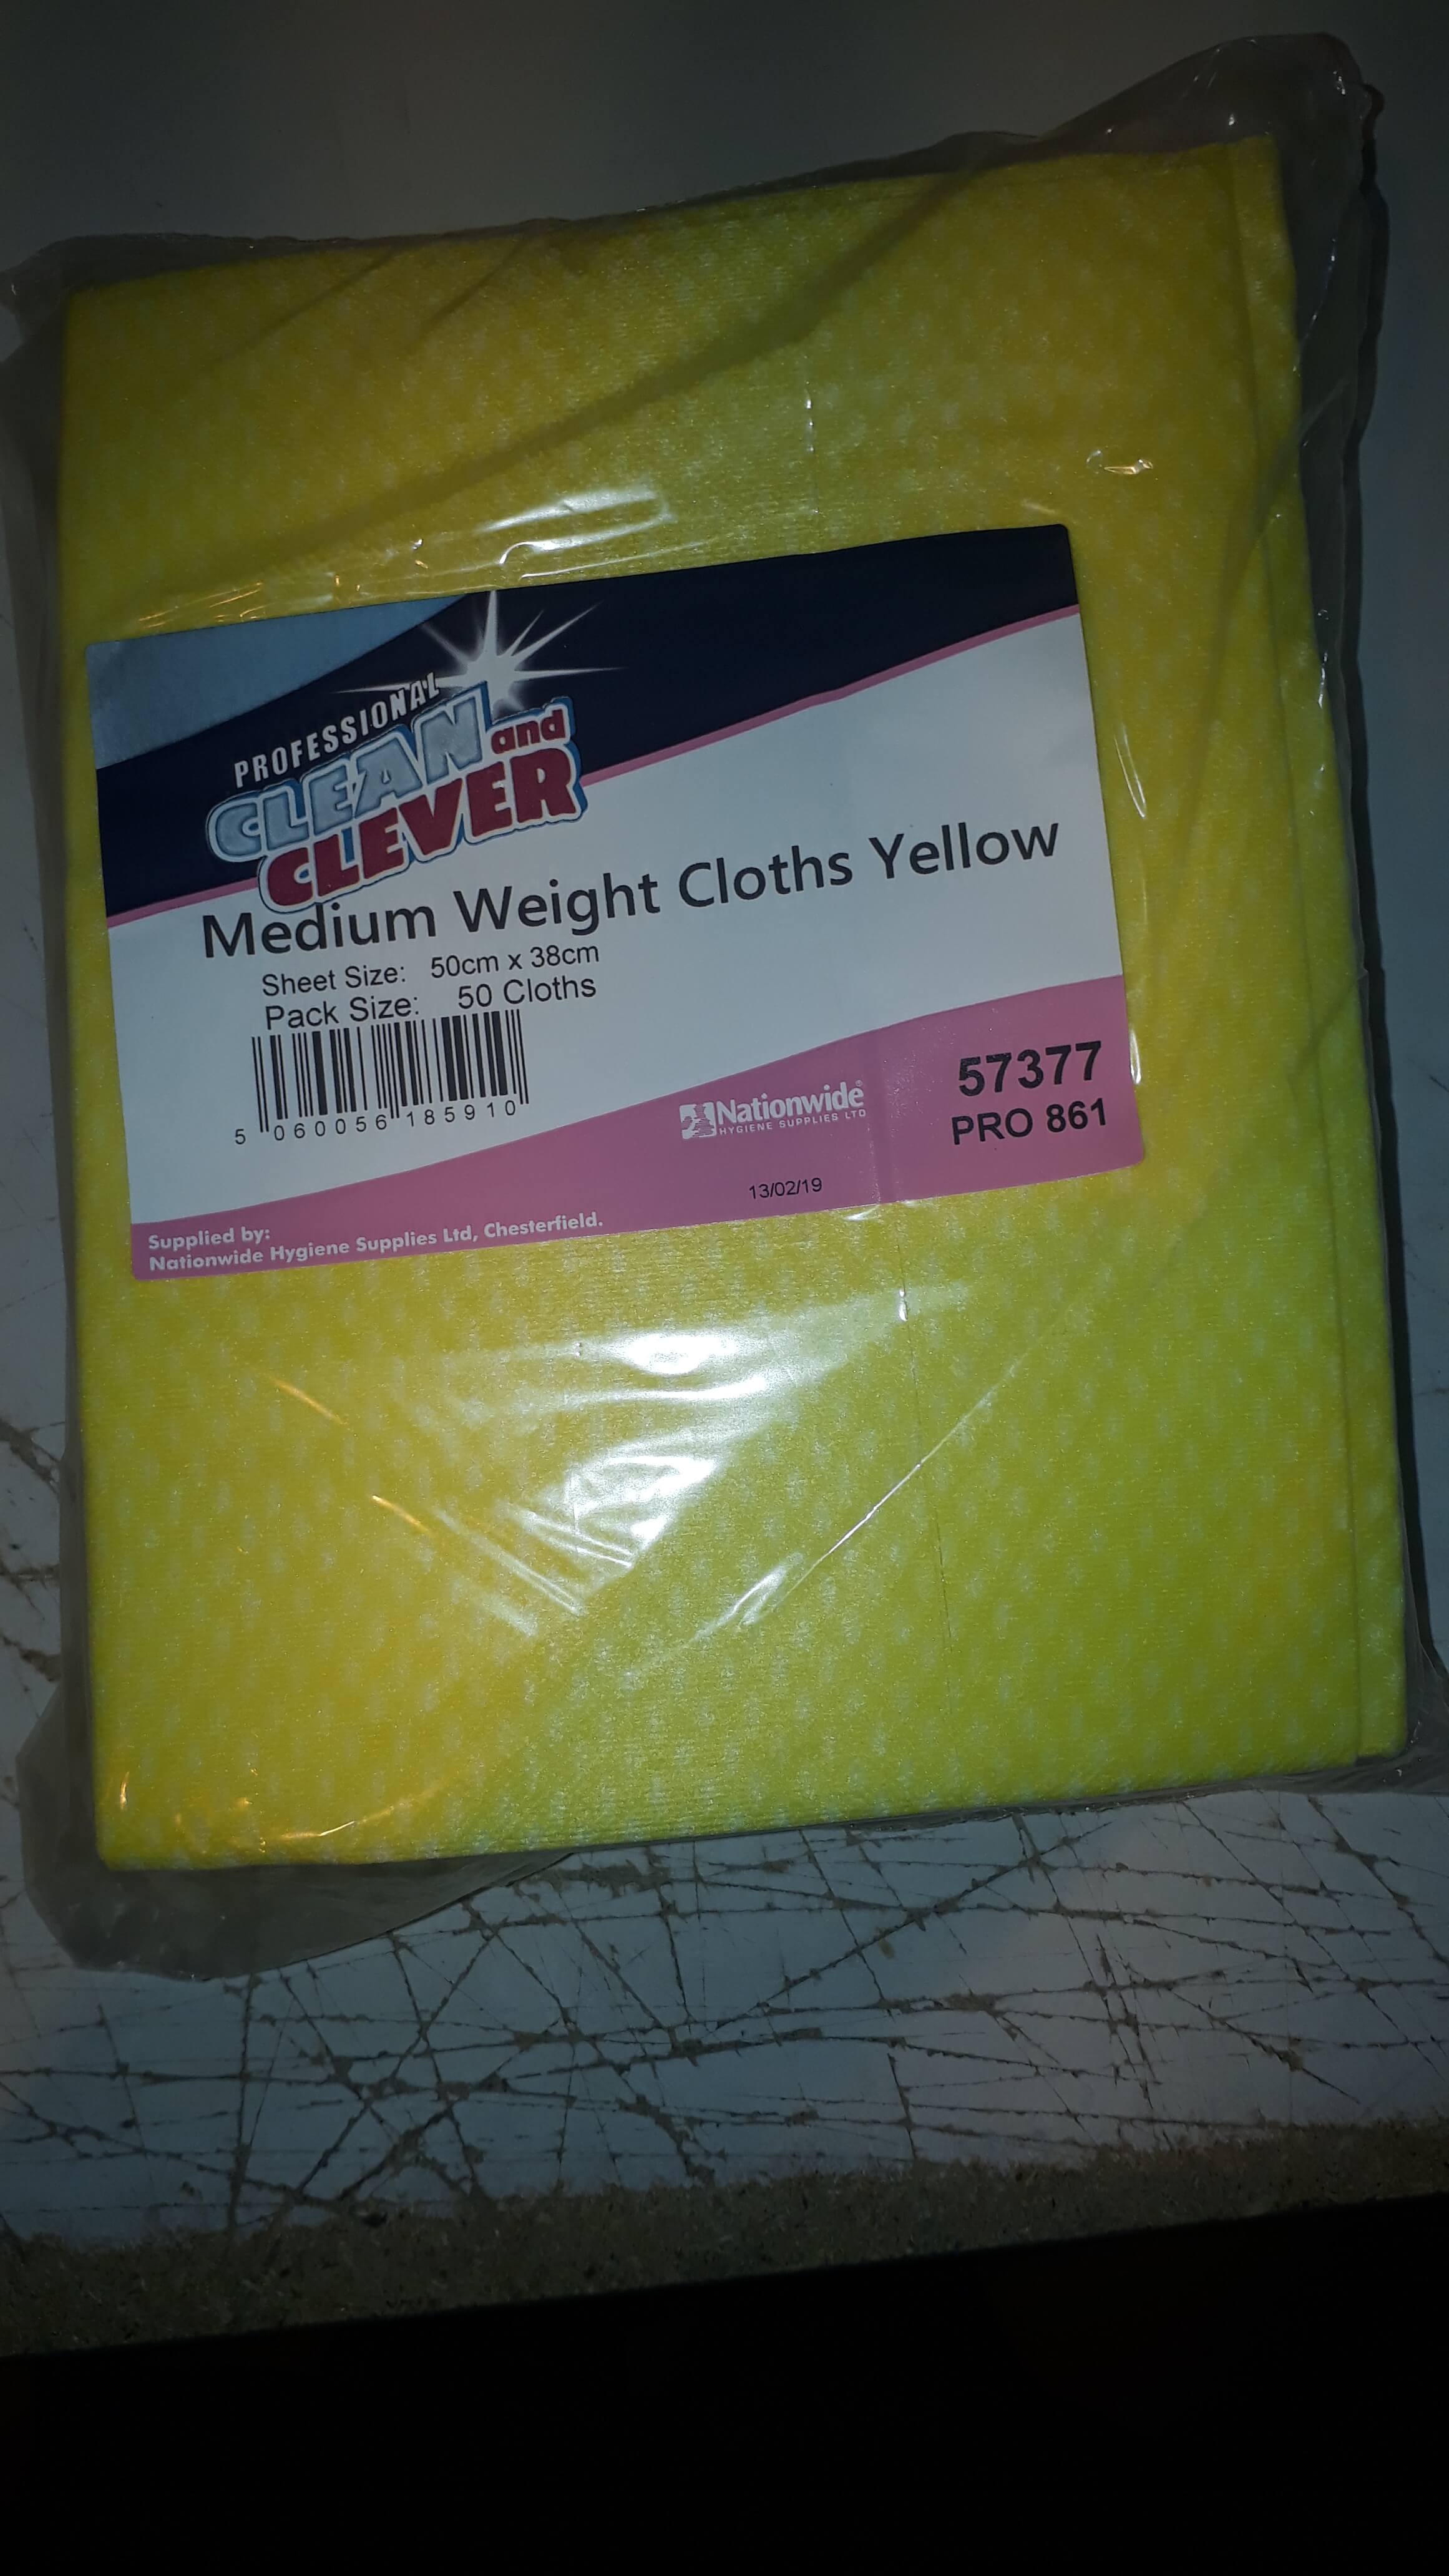 PROFESSIONAL
CLEAN and
CLEVER
Medium Weight Cloths Yellow
Sheet Size: 50cm x 38cm
Pack Size: 50 Cloths
5 060056 185910
Nationwide®
HYGIENE SUPPLIES LTD
57377
PRO 861
13/02/19
Supplied by:
Nationwide Hygiene Supplies Ltd, Chesterfield.